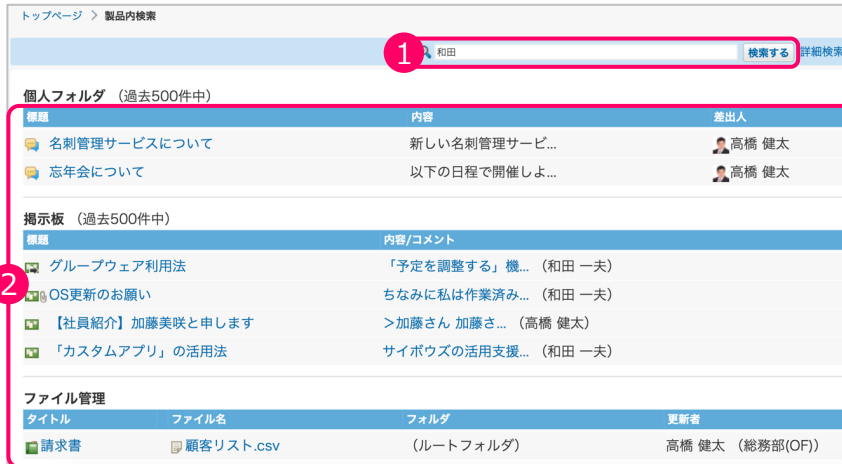 トップページ > 製品内検索
1 和田 検索する 詳細検索
個人フォルダ （過去500件中）
標題 内容 差出人
名刺管理サービスについて 新しい名刺管理サービ... 高橋 健太
忘年会について 以下の日程で開催しよ... 高橋 健太
掲示板 （過去500件中）
標題 内容/コメント
グループウェア利用法 「予定を調整する」機... （和田 一夫）
2
OS更新のお願い ちなみに私は作業済み... （和田 一夫）
【社員紹介】加藤美咲と申します >加藤さん 加藤さ... （高橋 健太）
「カスタムアプリ」の活用法 サイボウズの活用支援... （和田 一夫）
ファイル管理
タイトル ファイル名 フォルダ 更新者
請求書 顧客リスト.csv （ルートフォルダ） 高橋 健太 （総務部(OF)）